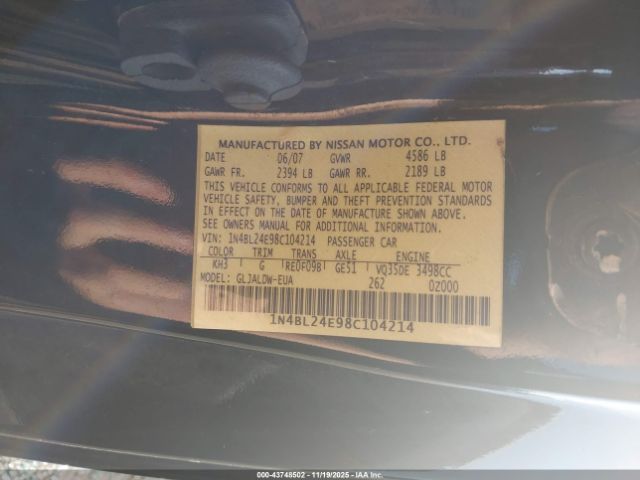 MANUFACTURED BY NISSAN MOTOR CO., LTD.
DATE 06/07 GVWR 4586 LB
GAWR FR. 2394 LB GAWR RR. 2189 LB
THIS VEHICLE CONFORMS TO ALL APPLICABLE FEDERAL MOTOR
VEHICLE SAFETY, BUMPER AND THEFT PREVENTION STANDARDS
IN EFFECT ON THE DATE OF MANUFACTURE SHOWN ABOVE.
SEE OWNERS MANUAL FOR ADDITIONAL INFORMATION.
VIN: 1N4BL24E98C104214 PASSENGER CAR
COLOR TRIM TRANS AXLE ENGINE
KH3 G RE0F09B GE51 VQ35DE 3498CC
MODEL: GLJALDW-EUA 262 0Z000
1N4BL24E98C104214
000-43748502 - 11/19/2025 - IAA Inc.